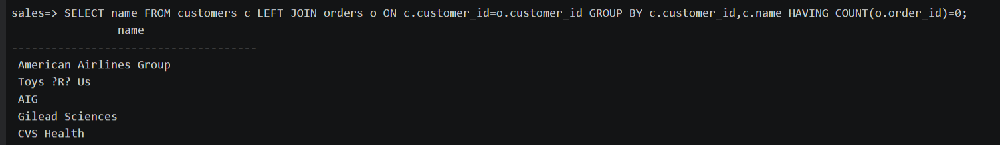 sales=> SELECT name FROM customers c LEFT JOIN orders o ON c.customer_id=o.customer_id GROUP BY c.customer_id,c.name HAVING COUNT(o.order_id)=0;
name
-------------------------------------
American Airlines Group
Toys ?R? Us
AIG
Gilead Sciences
CVS Health